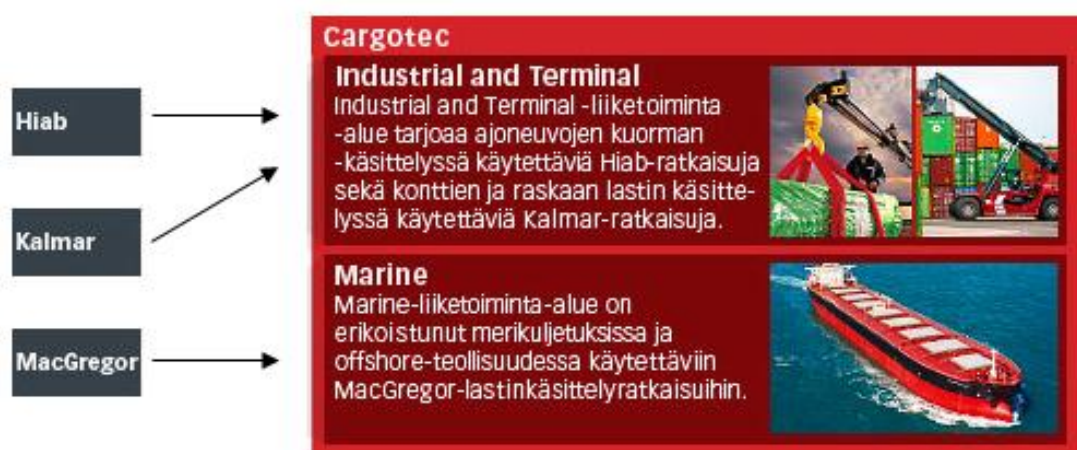 Hiab
Kalmar
MacGregor
Cargotec
Industrial and Terminal
Industrial and Terminal -liiketoiminta
-alue tarjoaa ajoneuvojen kuorman
-käsittelyssä käytettäviä Hiab-ratkaisuja
sekä konttien ja raskaan lastin käsitte-
lyssä käytettäviä Kalmar-ratkaisuja.
Marine
Marine-liiketoiminta-alue on
erikoistunut merikuljetuksissa ja
offshore-teollisuudessa käytettäviin
MacGregor-lastinkäsittelyratkaisuihin.